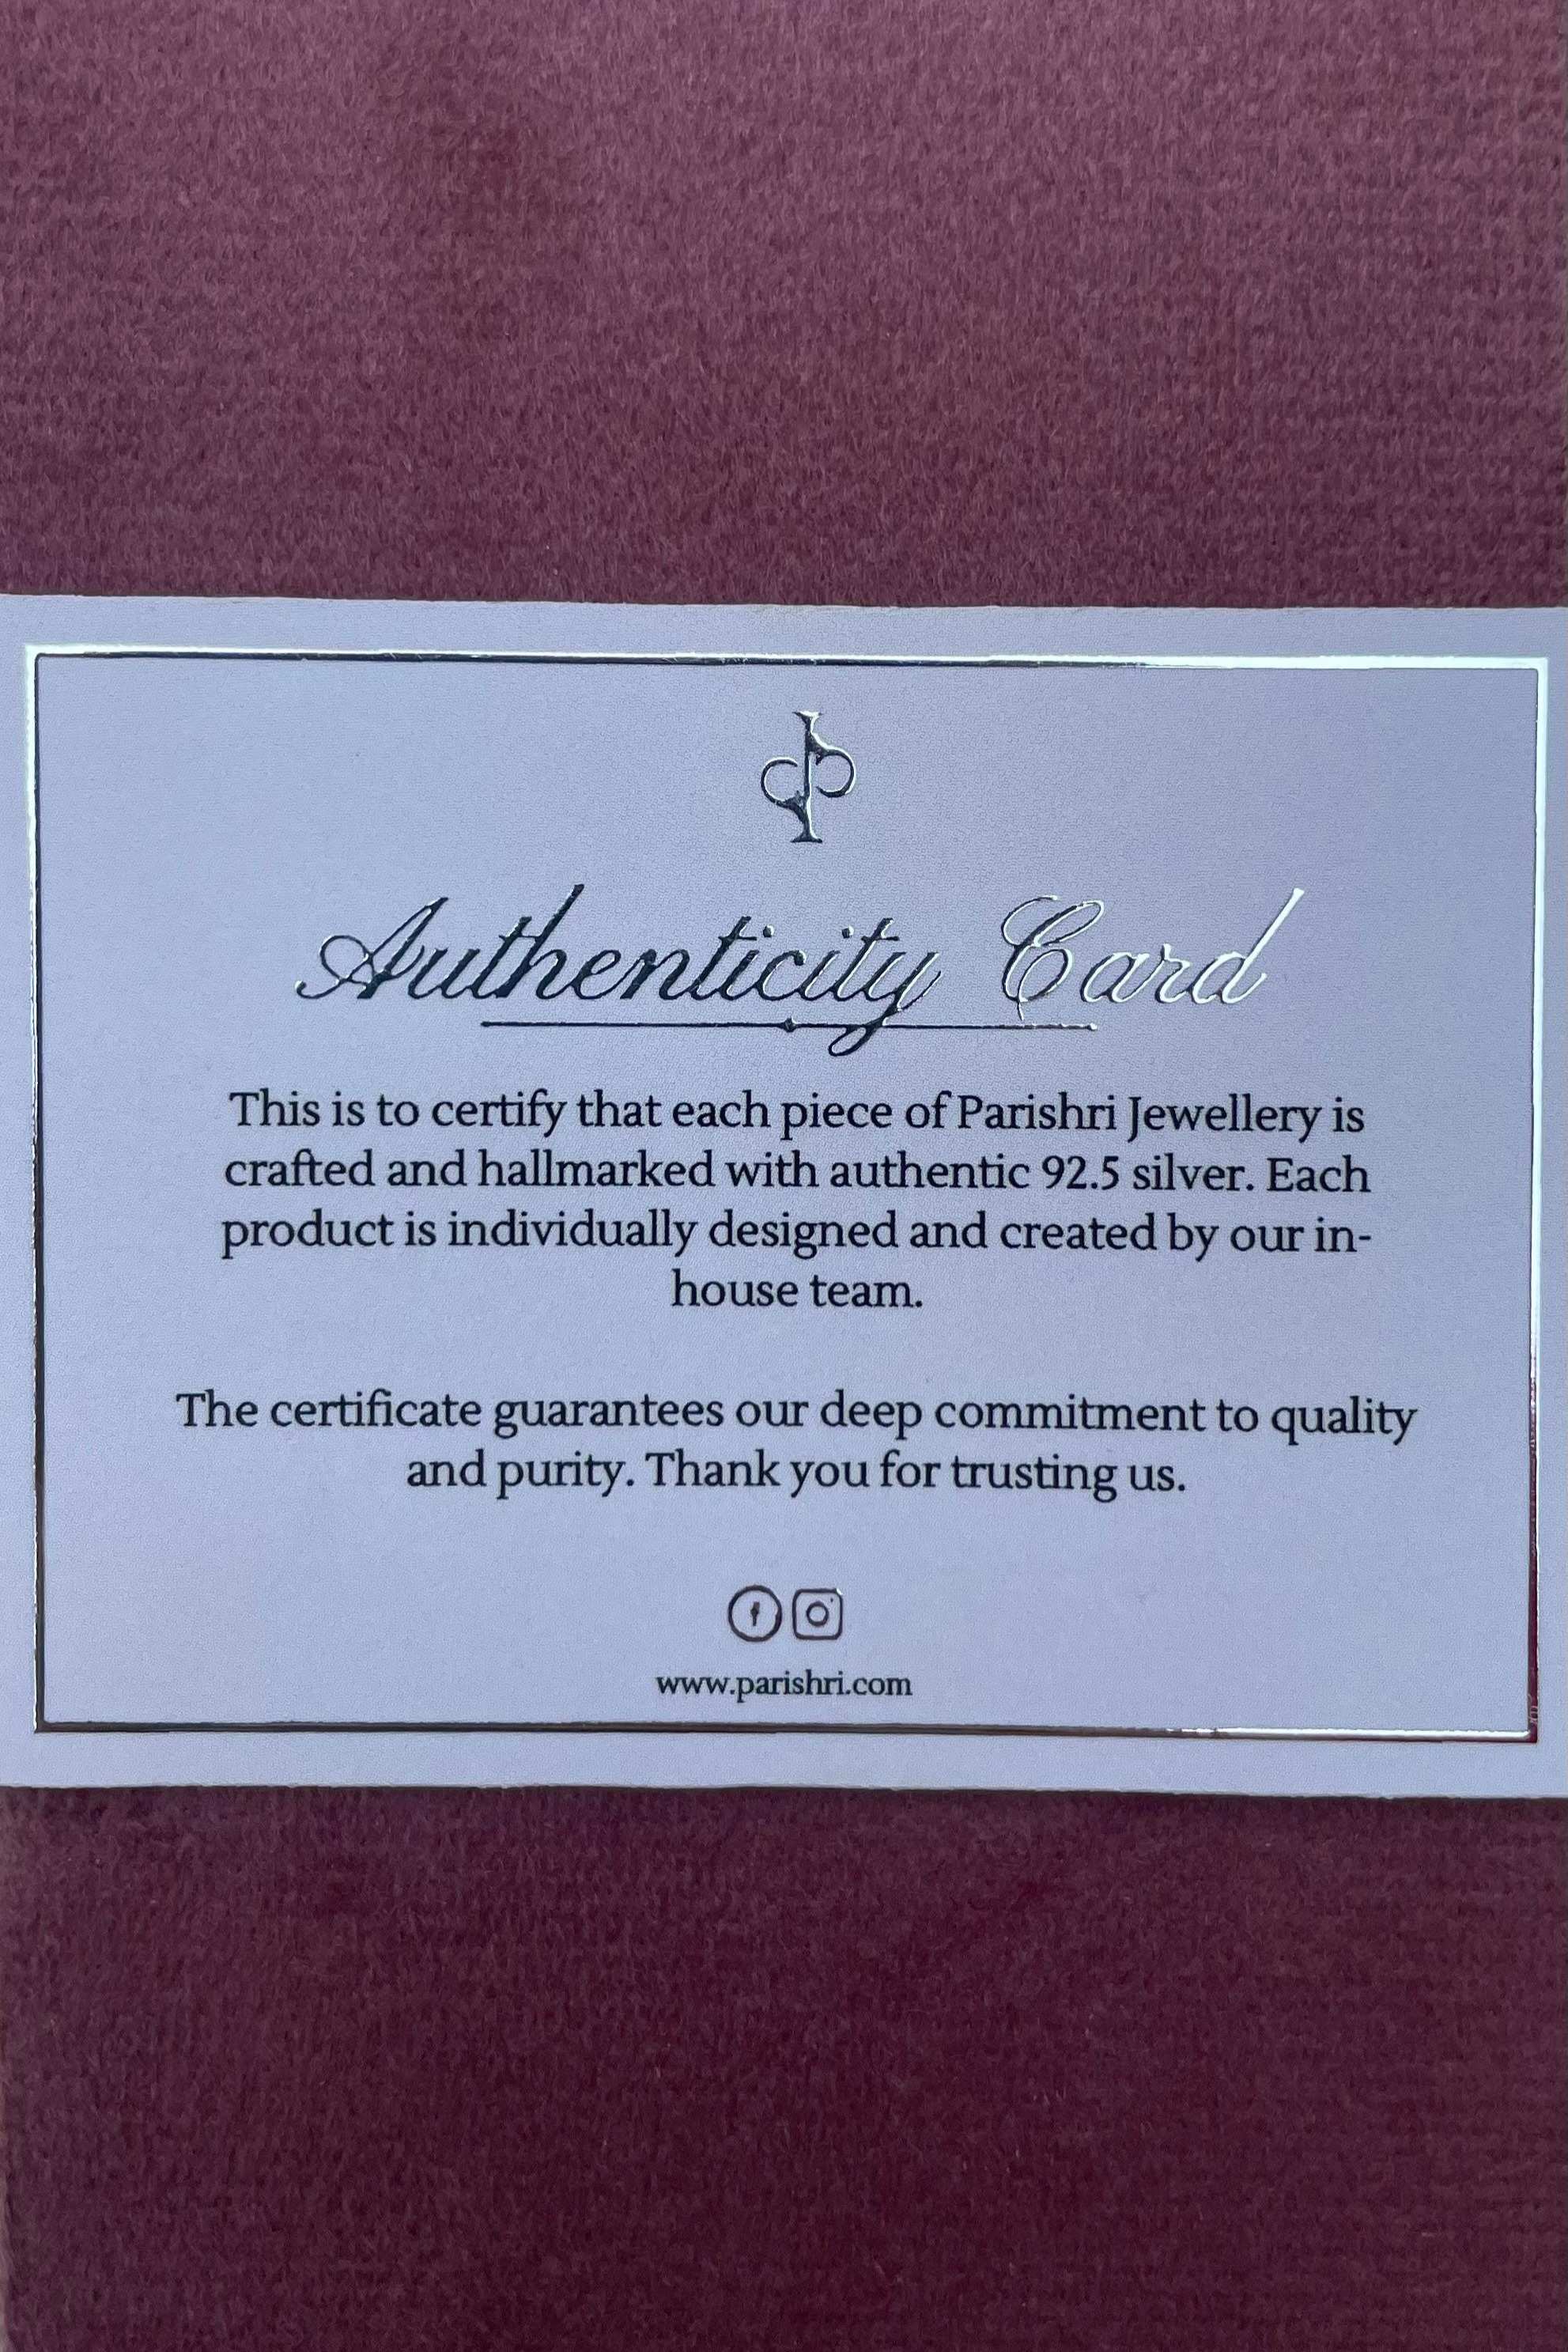 Authenticity Card
This is to certify that each piece of Parishri Jewellery is
crafted and hallmarked with authentic 92.5 silver. Each
product is individually designed and created by our in-
house team.
The certificate guarantees our deep commitment to quality
and purity. Thank you for trusting us.
www.parishri.com